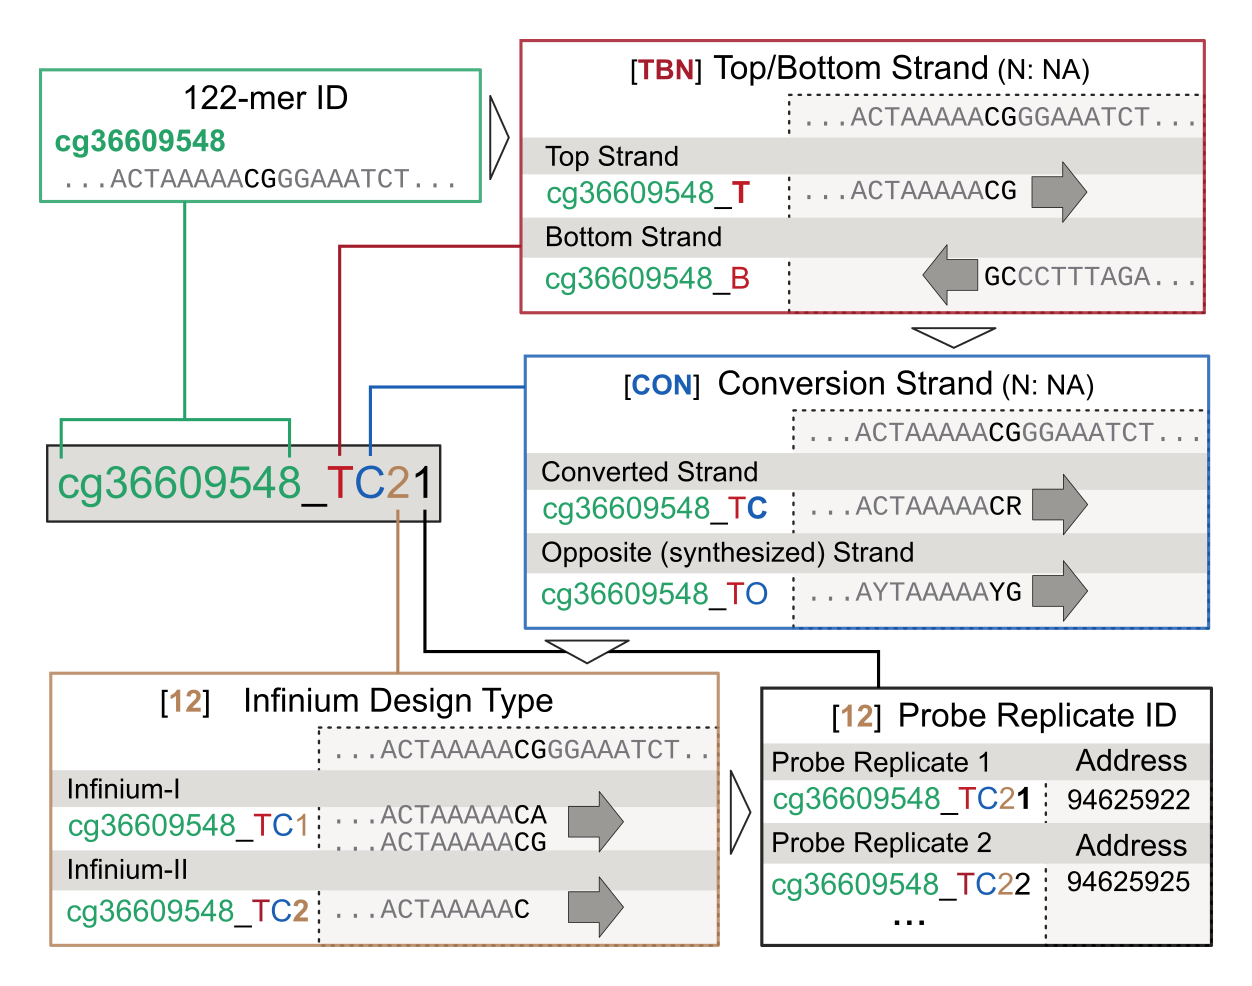 122-mer ID
cg36609548
...ACTAAAAACGGGAAATCT...
[TBN] Top/Bottom Strand (N: NA)
...ACTAAAAACGGGAAATCT...
Top Strand
cg36609548_T ...ACTAAAAACG
Bottom Strand
cg36609548_B GCCCTTTAGA...
cg36609548_TC21
[CON] Conversion Strand (N: NA)
...ACTAAAAACGGGAAATCT...
Converted Strand
cg36609548_TC ...ACTAAAAACR
Opposite (synthesized) Strand
cg36609548_TO ...AYTAAAAAYG
[12] Infinium Design Type
...ACTAAAAACGGGAAATCT..
Infinium-I
cg36609548_TC1 ...ACTAAAAACA
...ACTAAAAACG
Infinium-II
cg36609548_TC2 ...ACTAAAAAC
[12] Probe Replicate ID
Probe Replicate 1 Address
cg36609548_TC21 94625922
Probe Replicate 2 Address
cg36609548_TC22 94625925
...